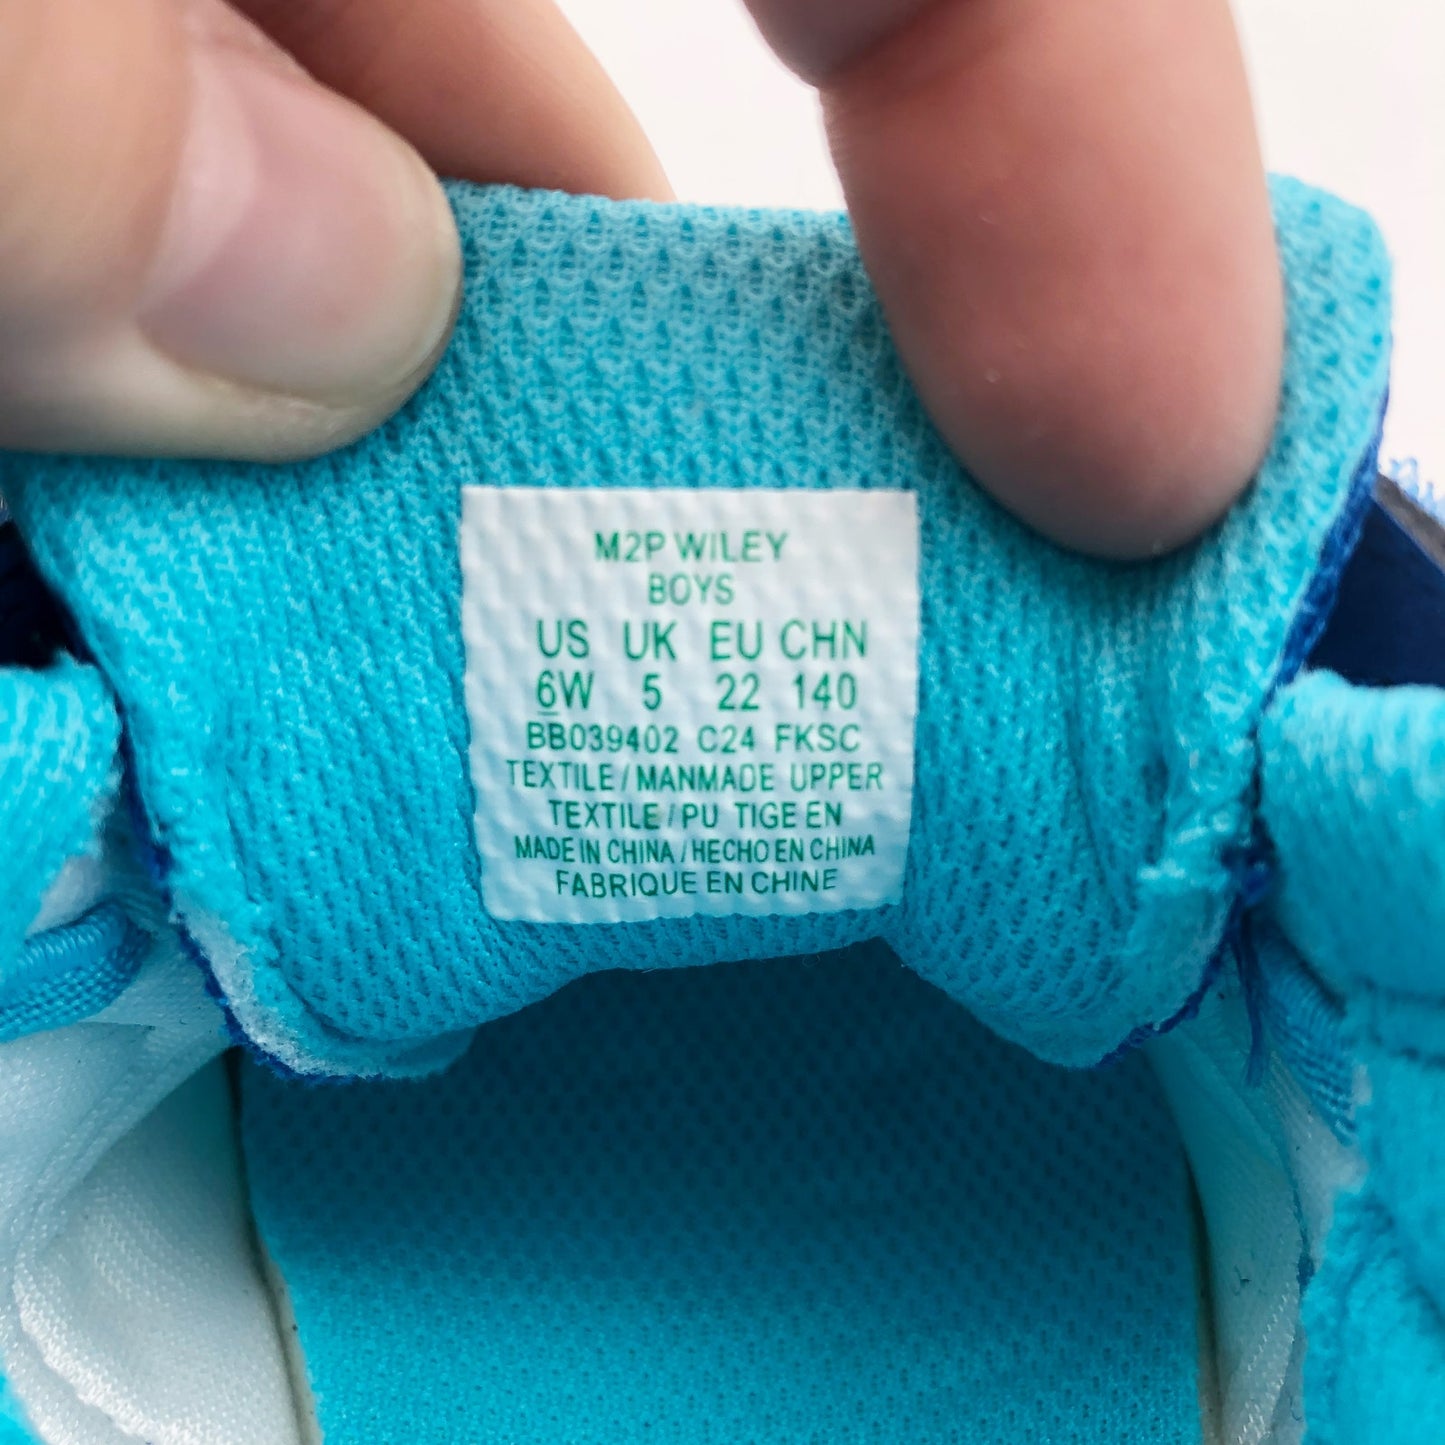 M2P WILEY
BOYS
US UK EU CHN
6W 5 22 140
BB039402 C24 FKSC
TEXTILE / MANMADE UPPER
TEXTILE / PU TIGE EN
MADE IN CHINA / HECHO EN CHINA
FABRIQUE EN CHINE